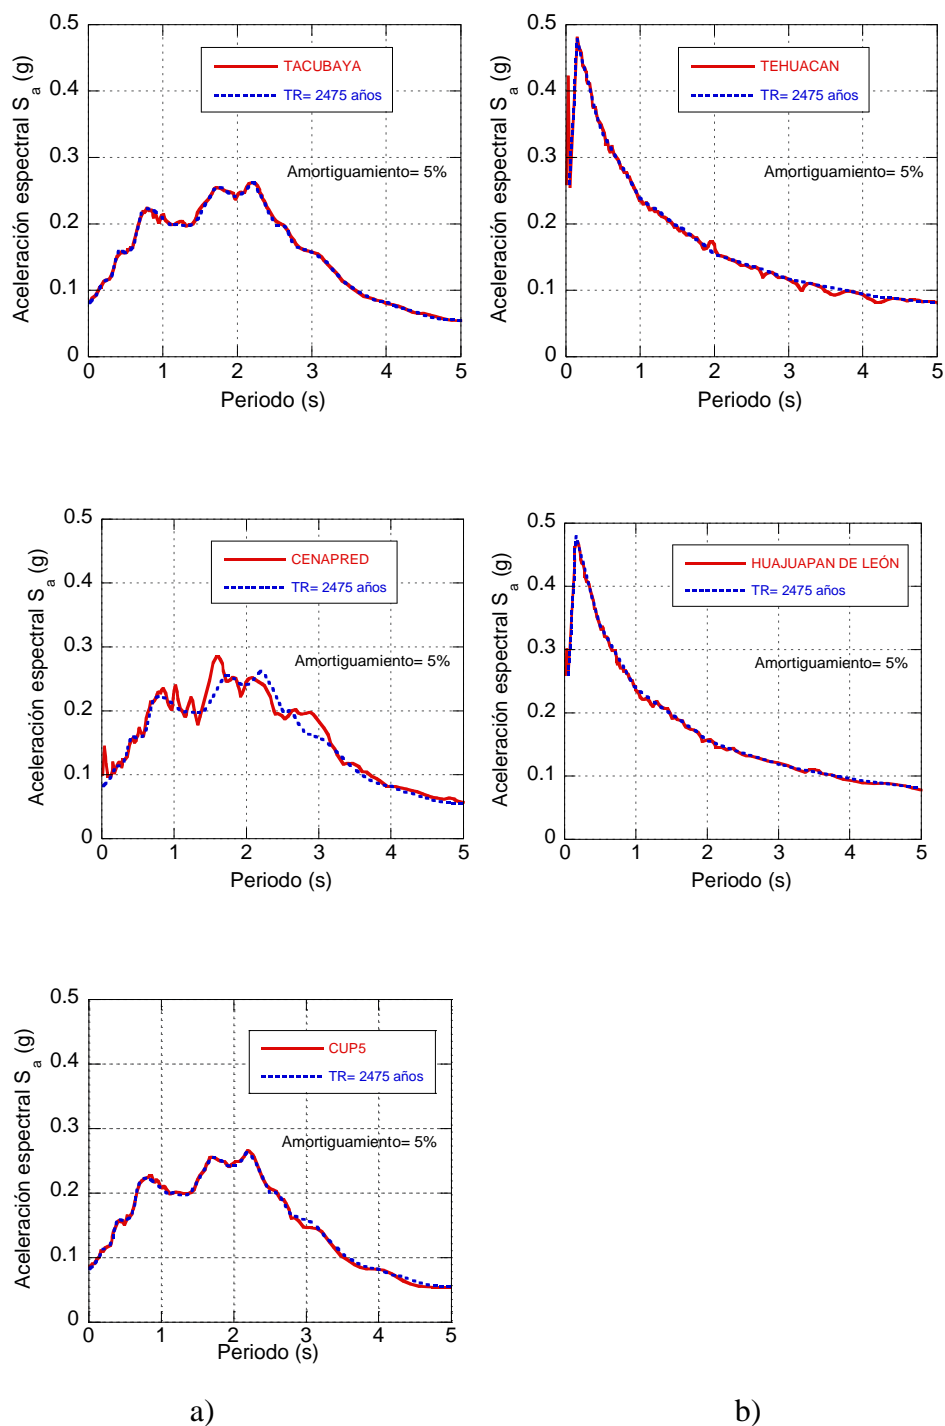 0.5
0.4
0.3
0.2
0.1
0
Aceleración espectral S a (g)
TACUBAYA
TR= 2475 años
Amortiguamiento= 5%
0 1 2 3 4 5
Periodo (s)
0.5
0.4
0.3
0.2
0.1
0
Aceleración espectral S a (g)
TEHUACAN
TR= 2475 años
Amortiguamiento= 5%
0 1 2 3 4 5
Periodo (s)
0.5
0.4
0.3
0.2
0.1
0
Aceleración espectral S a (g)
CENAPRED
TR= 2475 años
Amortiguamiento= 5%
0 1 2 3 4 5
Periodo (s)
0.5
0.4
0.3
0.2
0.1
0
Aceleración espectral S a (g)
HUAJUAPAN DE LEÓN
TR= 2475 años
Amortiguamiento= 5%
0 1 2 3 4 5
Periodo (s)
0.5
0.4
0.3
0.2
0.1
0
Aceleración espectral S a (g)
CUP5
TR= 2475 años
Amortiguamiento= 5%
0 1 2 3 4 5
Periodo (s)
a) b)